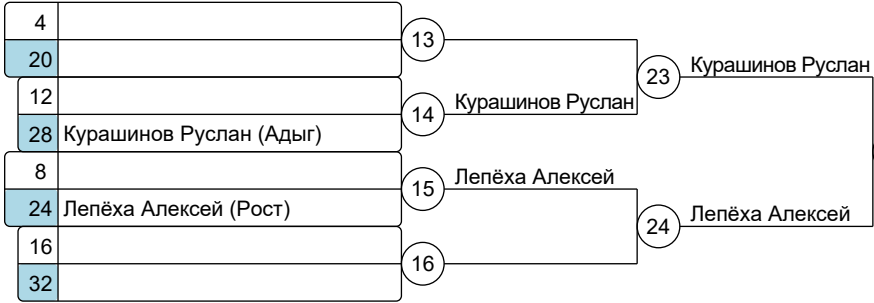 4
13
20
23 Курашинов Руслан
12
14 Курашинов Руслан
28 Курашинов Руслан (Адыг)
8
15 Лепёха Алексей
24 Лепёха Алексей (Рост)
24 Лепёха Алексей
16
16
32